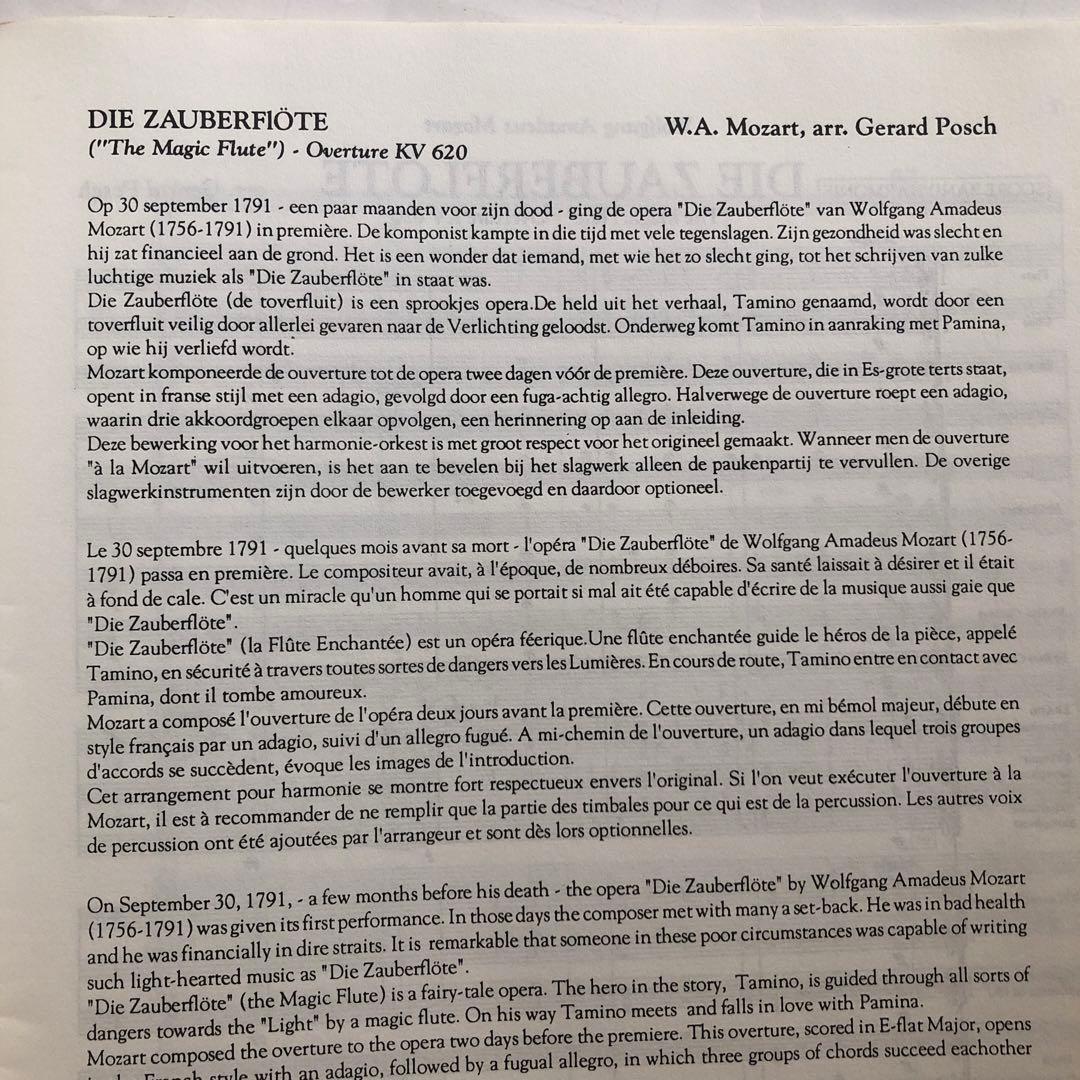 DIE ZAUBERFlÖTE
W.A. Mozart, arr. Gerard Posch
("The Magic Flute") - Overture KV 620
Op 30 september 1791 - een paar maanden voor zijn dood - ging de opera "Die Zauberflöte" van Wolfgang Amadeus
Mozart (1756-1791) in première. De komponist kampte in die tijd met vele tegenslagen. Zijn gezondheid was slecht en
hij zat financieel aan de grond. Het is een wonder dat iemand, met wie het zo slecht ging, tot het schrijven van zulke
luchtige muziek als "Die Zauberflöte" in staat was.
Die Zauberflöte (de toverfluit) is een sprookjes opera.De held uit het verhaal, Tamino genaamd, wordt door een
toverfluit veilig door allerlei gevaren naar de Verlichting geloodst. Onderweg komt Tamino in aanraking met Pamina,
op wie hij verliefd wordt.
Mozart komponeerde de ouverture tot de opera twee dagen vóór de première. Deze ouverture, die in Es-grote terts staat,
opent in franse stijl met een adagio, gevolgd door een fuga-achtig allegro. Halverwege de ouverture roept een adagio,
waarin drie akkoordgroepen elkaar opvolgen, een herinnering op aan de inleiding.
Deze bewerking voor het harmonie-orkest is met groot respect voor het origineel gemaakt. Wanneer men de ouverture
"à la Mozart" wil uitvoeren, is het aan te bevelen bij het slagwerk alleen de paukenpartij te vervullen. De overige
slagwerkinstrumenten zijn door de bewerker toegevoegd en daardoor optioneel.
Le 30 septembre 1791 - quelques mois avant sa mort - l'opéra "Die Zauberflöte" de Wolfgang Amadeus Mozart (1756-
1791) passa en première. Le compositeur avait, à l'époque, de nombreux déboires. Sa santé laissait à désirer et il était
à fond de cale. C'est un miracle qu'un homme qui se portait si mal ait été capable d'écrire de la musique aussi gaie que
"Die Zauberflöte".
"Die Zauberflöte" (la Flûte Enchantée) est un opéra féerique.Une flûte enchantée guide le héros de la pièce, appelé
Tamino, en sécurité à travers toutes sortes de dangers vers les Lumières. En cours de route, Tamino entre en contact avec
Pamina, dont il tombe amoureux.
Mozart a composé l'ouverture de l'opéra deux jours avant la première. Cette ouverture, en mi bémol majeur, débute en
style français par un adagio, suivi d'un allegro fugué. A mi-chemin de l'ouverture, un adagio dans lequel trois groupes
d'accords se succèdent, évoque les images de l'introduction.
Cet arrangement pour harmonie se montre fort respectueux envers l'original. Si l'on veut exécuter l'ouverture à la
Mozart, il est à recommander de ne remplir que la partie des timbales pour ce qui est de la percussion. Les autres voix
de percussion ont été ajoutées par l'arrangeur et sont dès lors optionnelles.
On September 30, 1791, - a few months before his death - the opera "Die Zauberflöte" by Wolfgang Amadeus Mozart
(1756-1791) was given its first performance. In those days the composer met with many a set-back. He was in bad health
and he was financially in dire straits. It is remarkable that someone in these poor circumstances was capable of writing
such light-hearted music as "Die Zauberflöte".
"Die Zauberflöte" (the Magic Flute) is a fairy-tale opera. The hero in the story, Tamino, is guided through all sorts of
dangers towards the "Light" by a magic flute. On his way Tamino meets and falls in love with Pamina.
Mozart composed the overture to the opera two days before the premiere. This overture, scored in E-flat Major, opens
French style with an adagio, followed by a fugual allegro, in which three groups of chords succeed eachother